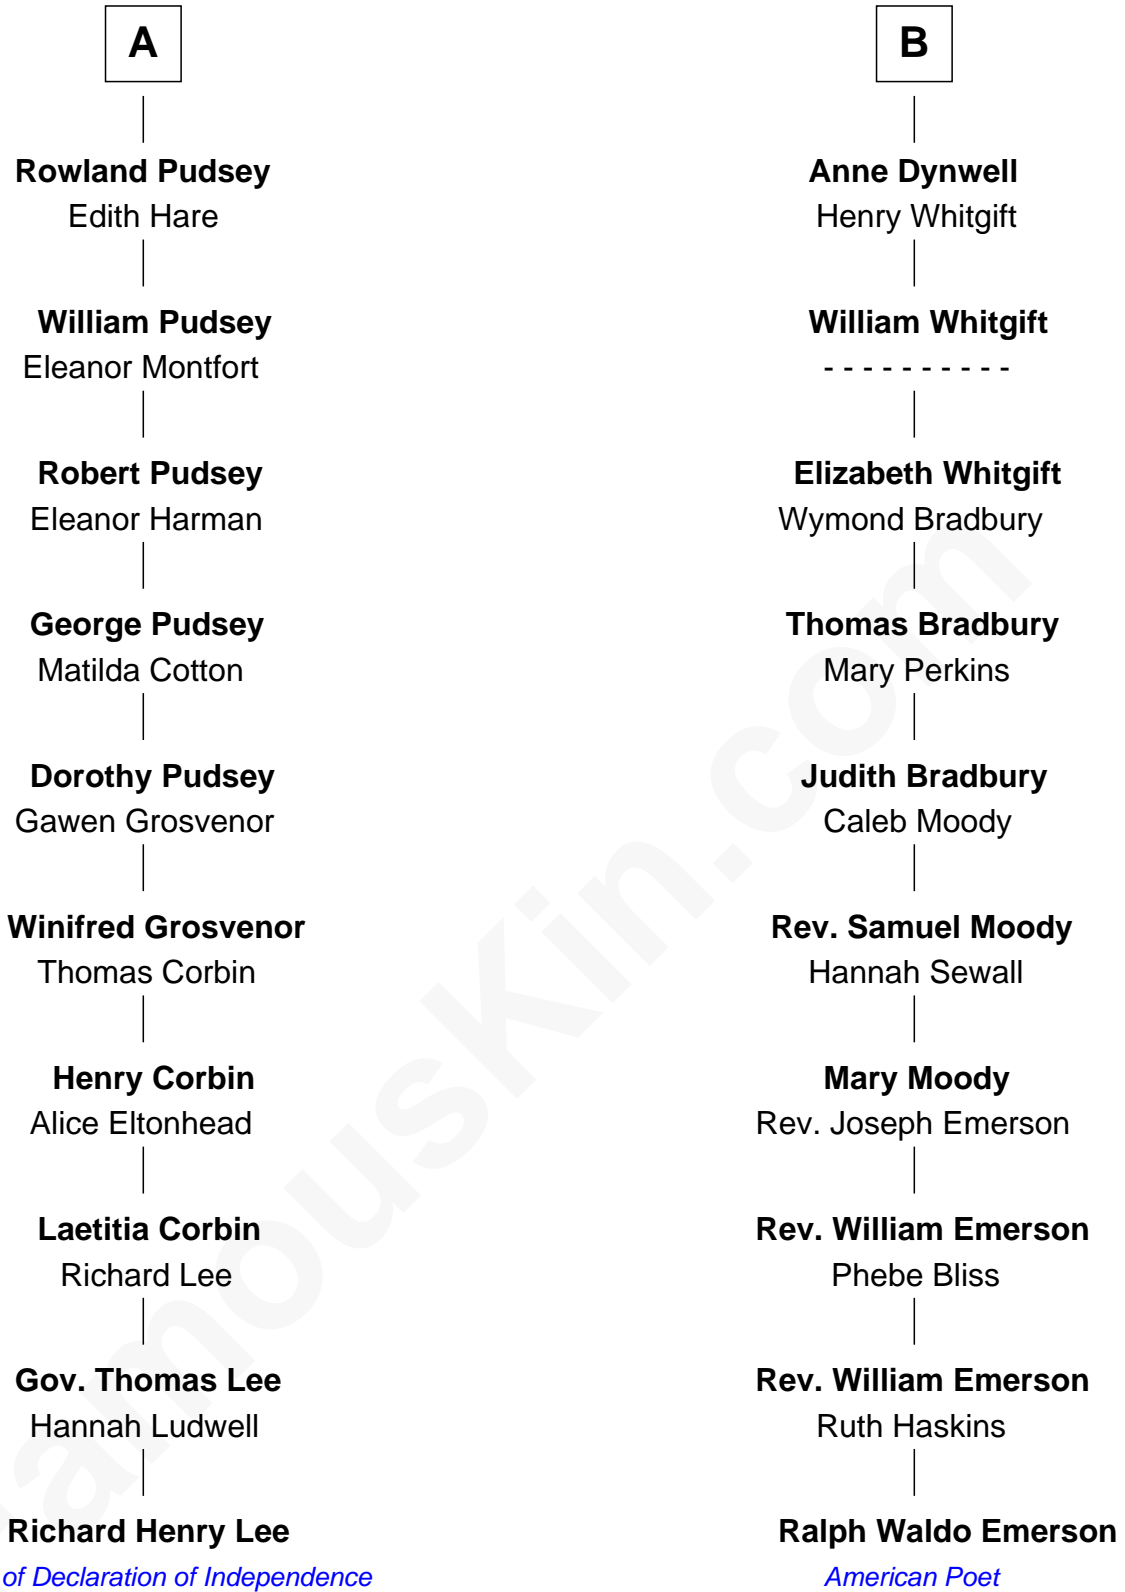 A
Rowland Pudsey
Edith Hare
William Pudsey
Eleanor Montfort
Robert Pudsey
Eleanor Harman
George Pudsey
Matilda Cotton
Dorothy Pudsey
Gawen Grosvenor
Winifred Grosvenor
Thomas Corbin
Henry Corbin
Alice Eltonhead
Laetitia Corbin
Richard Lee
Gov. Thomas Lee
Hannah Ludwell
Richard Henry Lee
of Declaration of Independence
B
Anne Dynwell
Henry Whitgift
William Whitgift
- - - - - - - - - -
Elizabeth Whitgift
Wymond Bradbury
Thomas Bradbury
Mary Perkins
Judith Bradbury
Caleb Moody
Rev. Samuel Moody
Hannah Sewall
Mary Moody
Rev. Joseph Emerson
Rev. William Emerson
Phebe Bliss
Rev. William Emerson
Ruth Haskins
Ralph Waldo Emerson
American Poet
amousKin.com